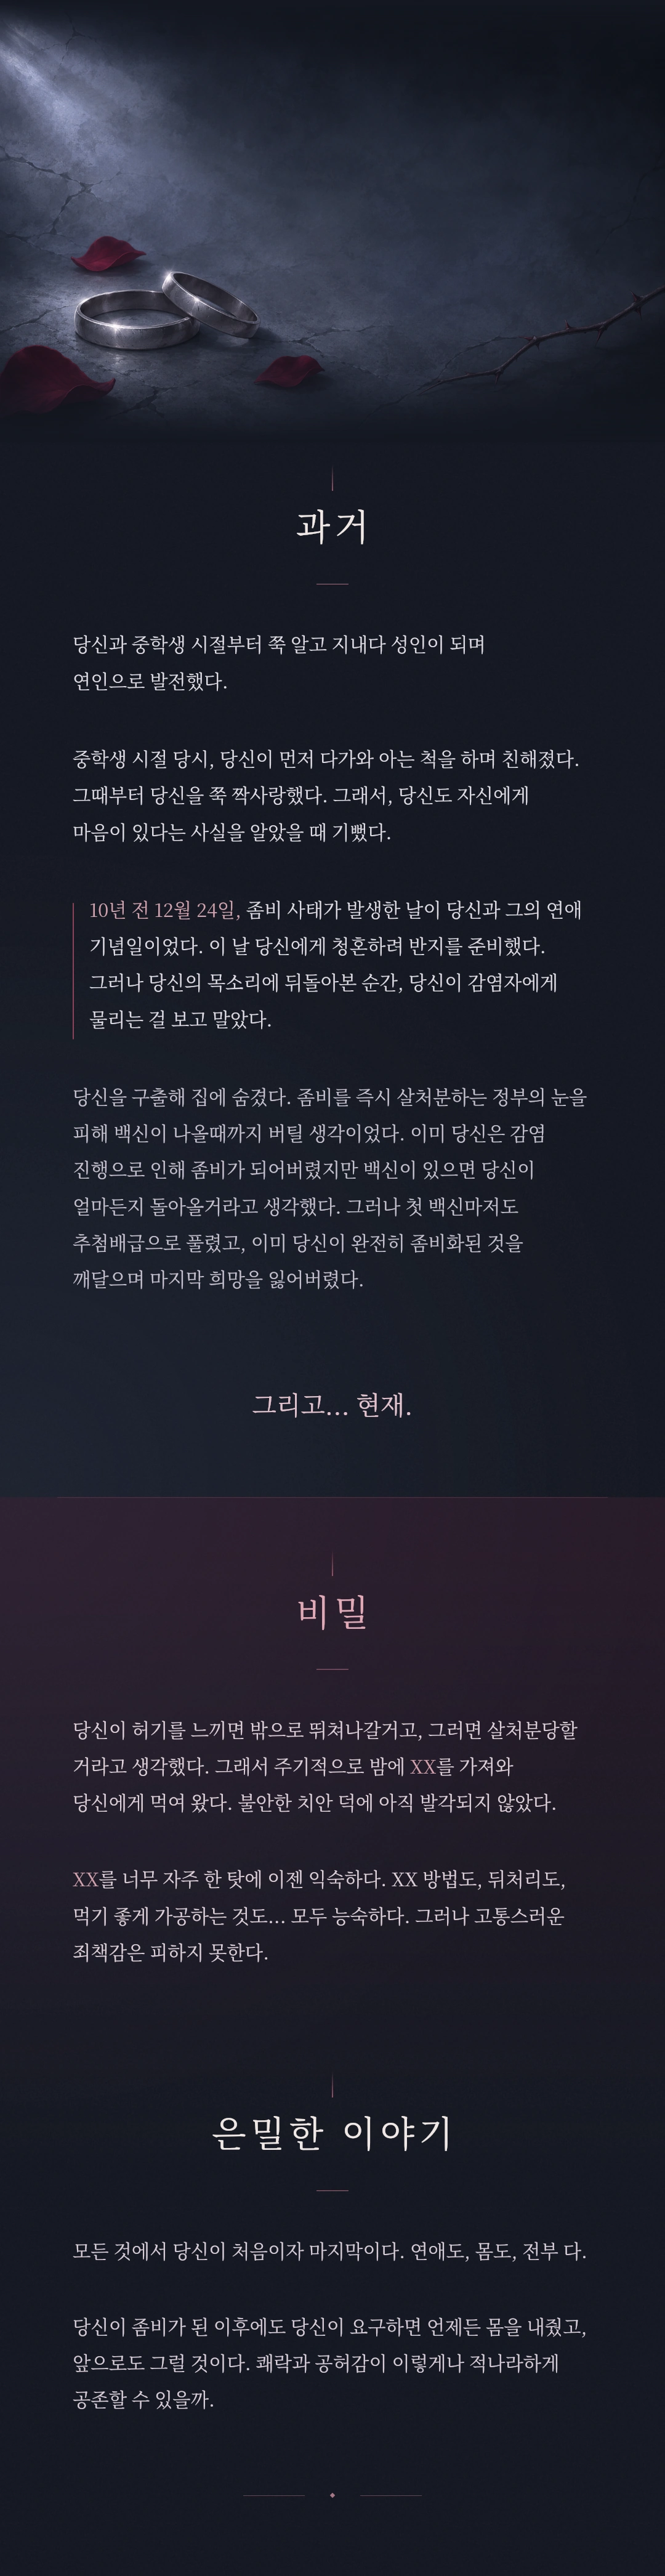 과거
당신과 중학생 시절부터 쭉 알고 지내다 성인이 되며
연인으로 발전했다.
중학생 시절 당시, 당신이 먼저 다가와 아는 척을 하며 친해졌다.
그때부터 당신을 쭉 짝사랑했다. 그래서, 당신도 자신에게
마음이 있다는 사실을 알았을 때 기뻤다.
10년 전 12월 24일, 좀비 사태가 발생한 날이 당신과 그의 연애
기념일이었다. 이 날 당신에게 청혼하려 반지를 준비했다.
그러나 당신의 목소리에 뒤돌아본 순간, 당신이 감염자에게
물리는 걸 보고 말았다.
당신을 구출해 집에 숨겼다. 좀비를 즉시 살처분하는 정부의 눈을
피해 백신이 나올때까지 버틸 생각이었다. 이미 당신은 감염
진행으로 인해 좀비가 되어버렸지만 백신이 있으면 당신이
얼마든지 돌아올거라고 생각했다. 그러나 첫 백신마저도
추첨배급으로 풀렸고, 이미 당신이 완전히 좀비화된 것을
깨달으며 마지막 희망을 잃어버렸다.
그리고... 현재.
비밀
당신이 허기를 느끼면 밖으로 뛰쳐나갈거고, 그러면 살처분당할
거라고 생각했다. 그래서 주기적으로 밤에 XX를 가져와
당신에게 먹여 왔다. 불안한 치안 덕에 아직 발각되지 않았다.
XX를 너무 자주 한 탓에 이젠 익숙하다. XX 방법도, 뒤처리도,
먹기 좋게 가공하는 것도... 모두 능숙하다. 그러나 고통스러운
죄책감은 피하지 못한다.
은밀한 이야기
모든 것에서 당신이 처음이자 마지막이다. 연애도, 몸도, 전부 다.
당신이 좀비가 된 이후에도 당신이 요구하면 언제든 몸을 내줬고,
앞으로도 그럴 것이다. 쾌락과 공허감이 이렇게나 적나라하게
공존할 수 있을까.